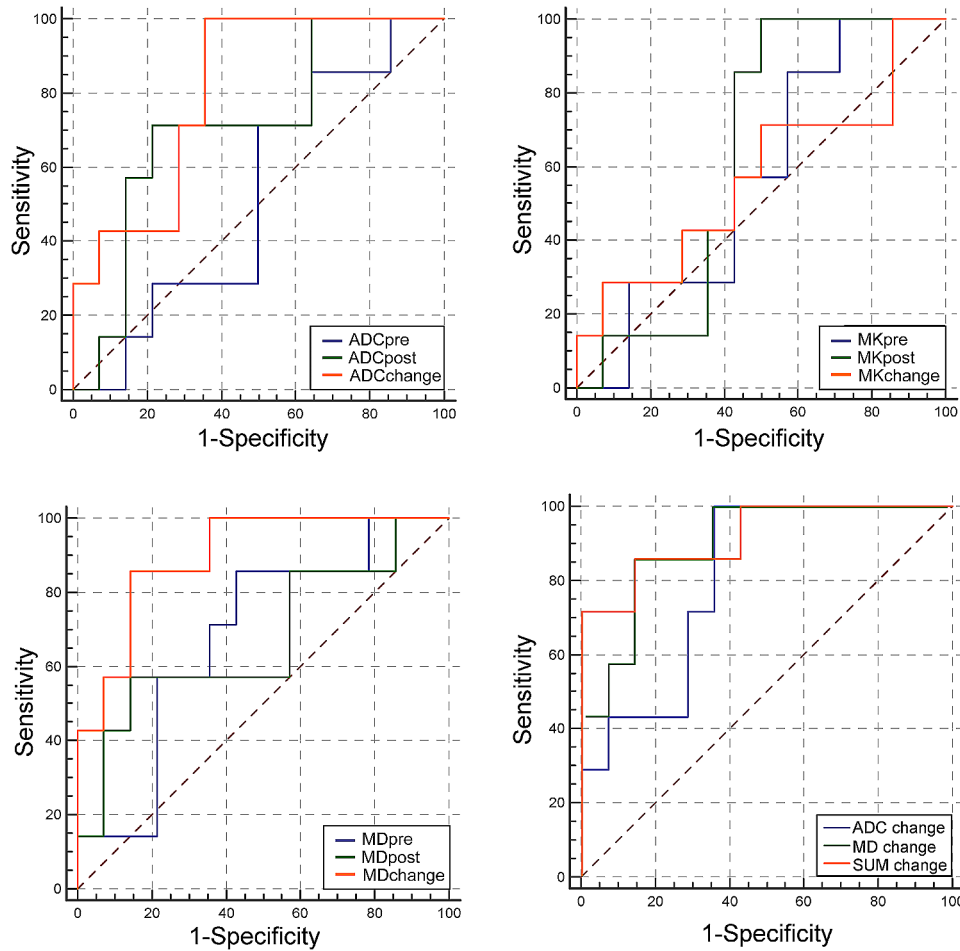 100
80
60
40
20
0
Sensitivity
ADCpre
ADCpost
ADCchange
0 20 40 60 80 100
1-Specificity
100
80
60
40
20
0
Sensitivity
MKpre
MKpost
MKchange
0 20 40 60 80 100
1-Specificity
100
80
60
40
20
0
Sensitivity
MDpre
MDpost
MDchange
0 20 40 60 80 100
1-Specificity
100
80
60
40
20
0
Sensitivity
ADC change
MD change
SUM change
0 20 40 60 80 100
1-Specificity